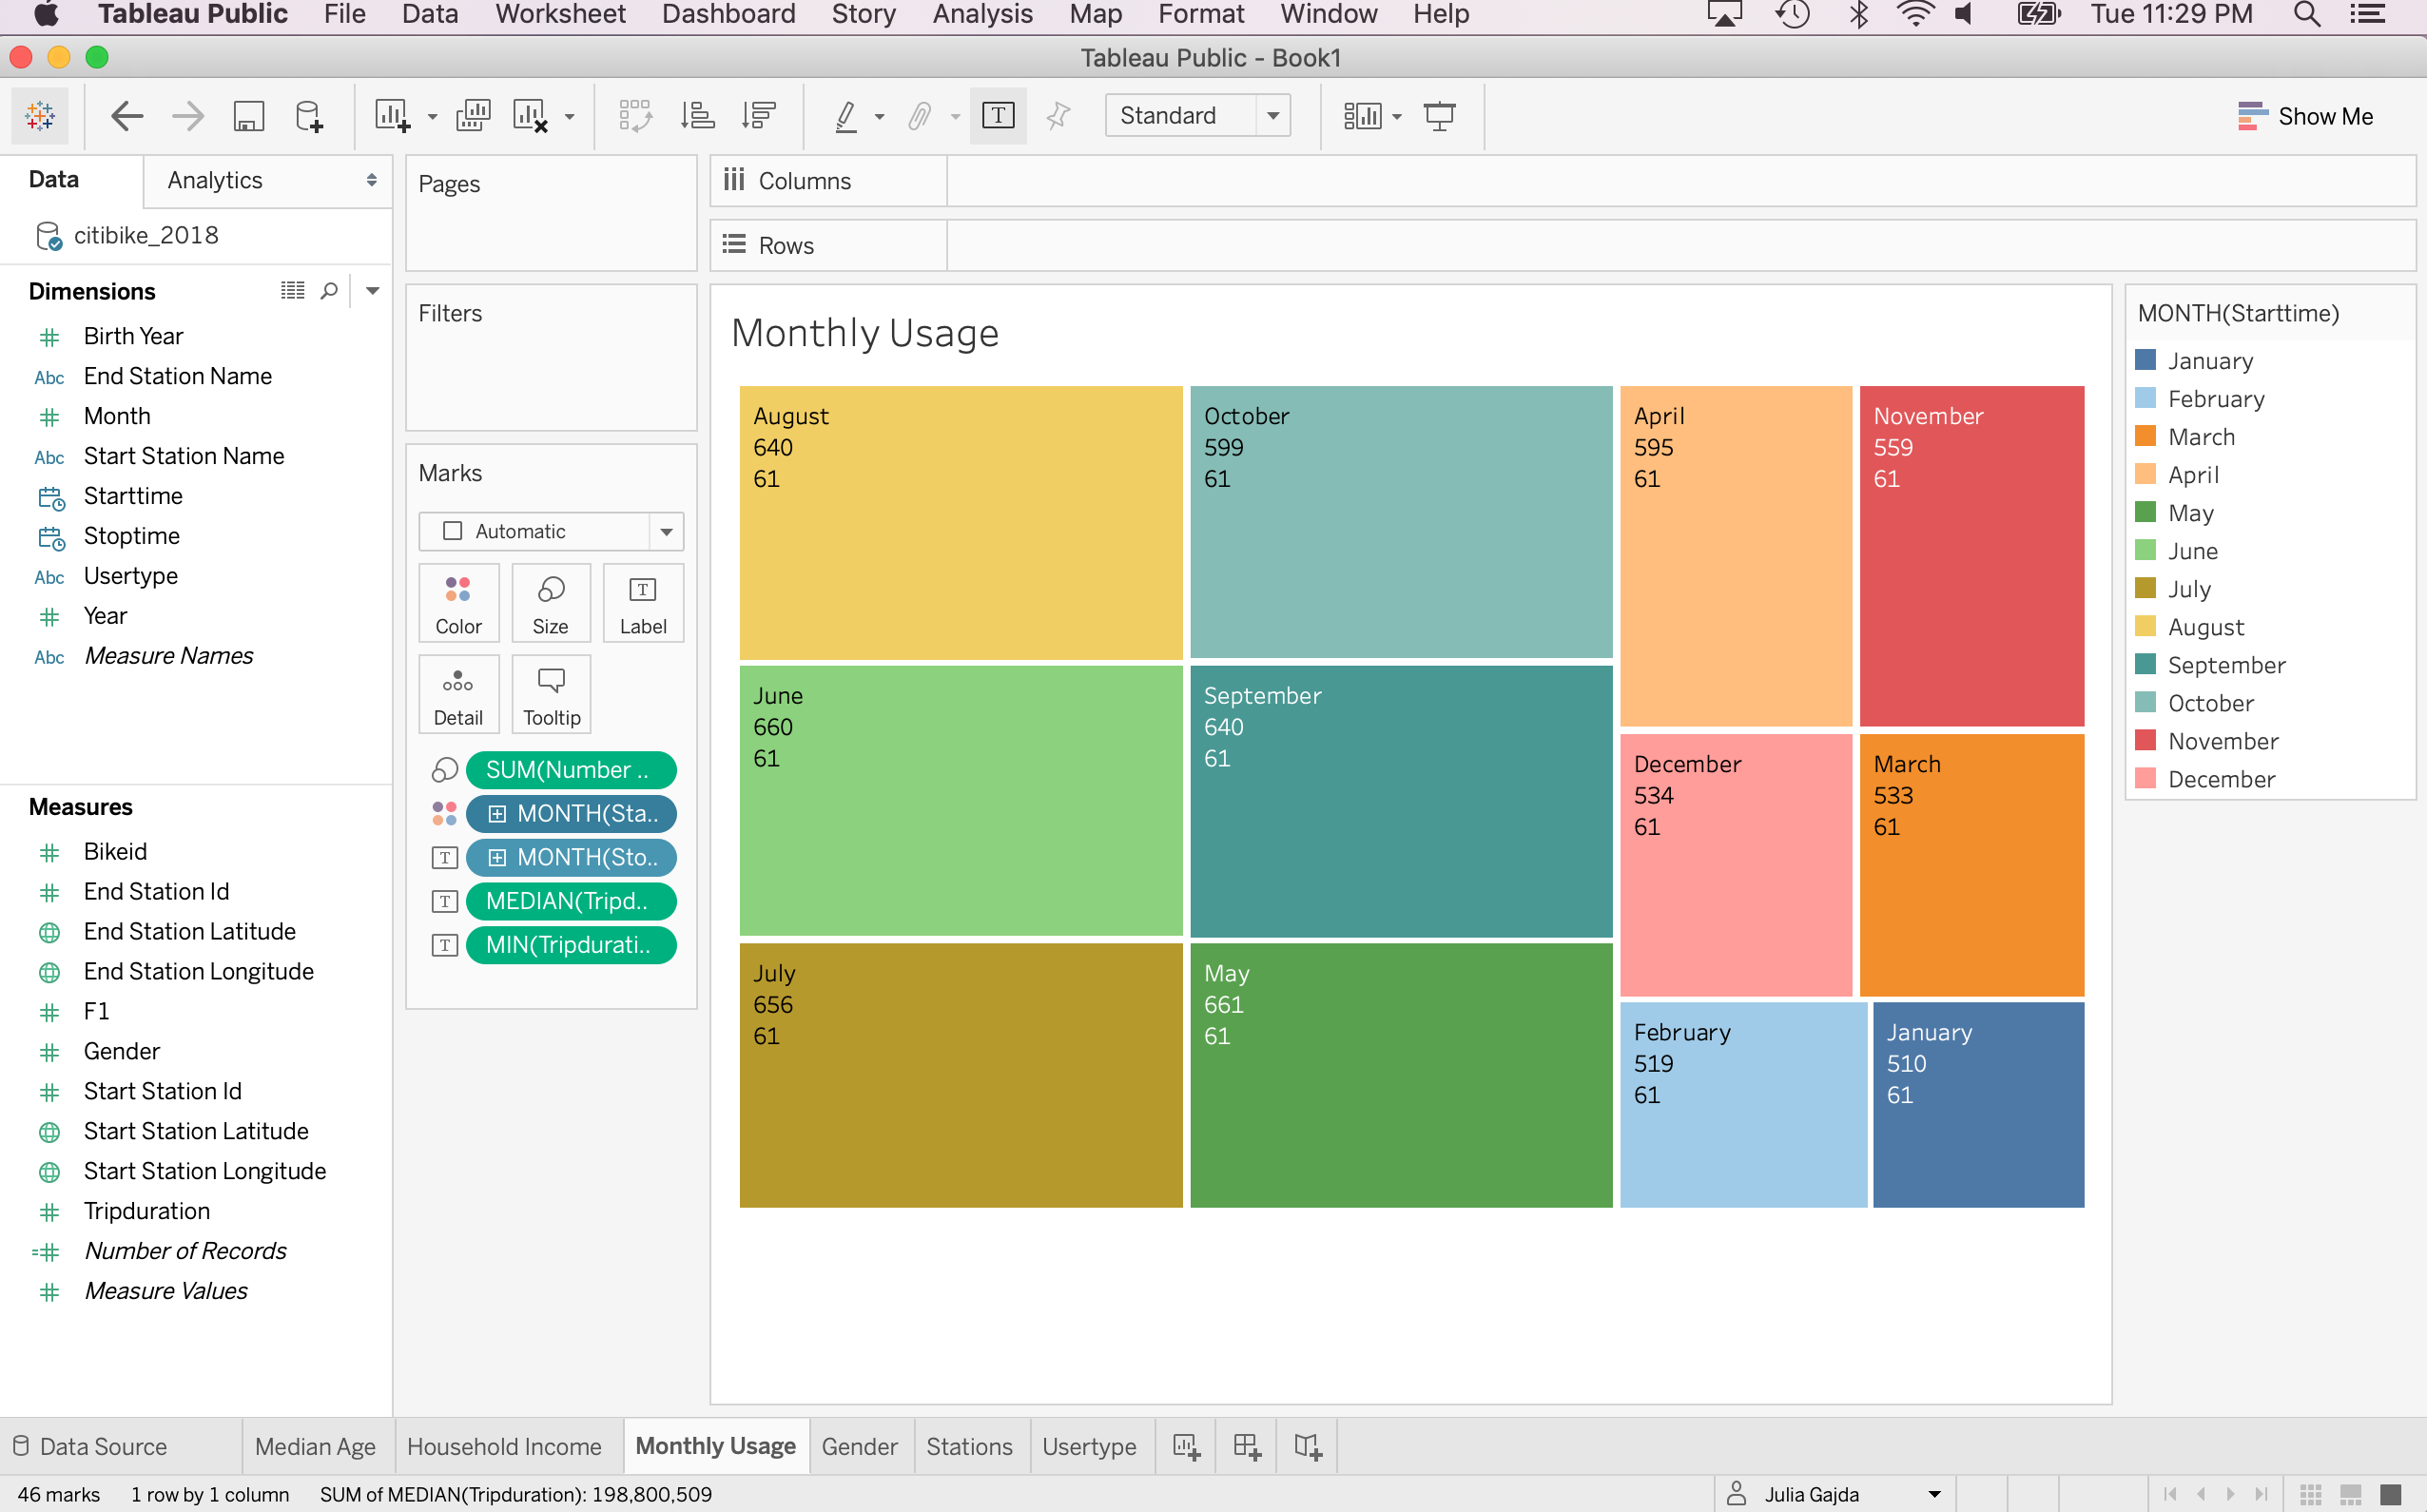 Tableau Public File Data Worksheet Dashboard Story Analysis Map Format Window Help Tue 11:29 PM
Tableau Public - Book1
Standard
Show Me
Data
Analytics
citibike_2018
Dimensions
Birth Year
Abc End Station Name
Month
Abc Start Station Name
Starttime
Stoptime
Abc Usertype
Year
Abc Measure Names
Measures
Bikeid
End Station Id
End Station Latitude
End Station Longitude
F1
Gender
Start Station Id
Start Station Latitude
Start Station Longitude
Tripduration
Number of Records
Measure Values
Pages
Filters
Marks
Automatic
Color
Size
T
Label
Detail
Tooltip
SUM(Number ..
MONTH(Sta..
T MONTH(Sto..
T MEDIAN(Tripd..
T MIN(Tripdurati..
Columns
Rows
Monthly Usage
August
640
61
October
599
61
April
595
61
November
559
61
June
660
61
September
640
61
December
534
61
March
533
61
July
656
61
May
661
61
February
519
61
January
510
61
MONTH(Starttime)
January
February
March
April
May
June
July
August
September
October
November
December
Data Source
Median Age
Household Income
Monthly Usage
Gender
Stations
Usertype
46 marks
1 row by 1 column
SUM of MEDIAN(Tripduration): 198,800,509
Julia Gajda